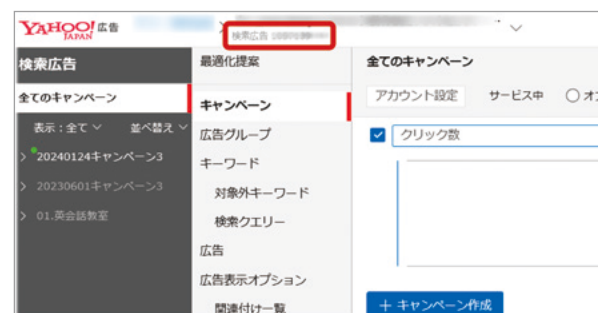 YAHOO! JAPAN 広告
検索広告
検索広告
全てのキャンペーン
表示：全て 並べ替え
20240124キャンペーン3
20230601キャンペーン3
01.英会話教室
最適化提案
キャンペーン
広告グループ
キーワード
対象外キーワード
検索クエリー
広告
広告表示オプション
関連付け一覧
全てのキャンペーン
アカウント設定 サービス中
クリック数
＋ キャンペーン作成